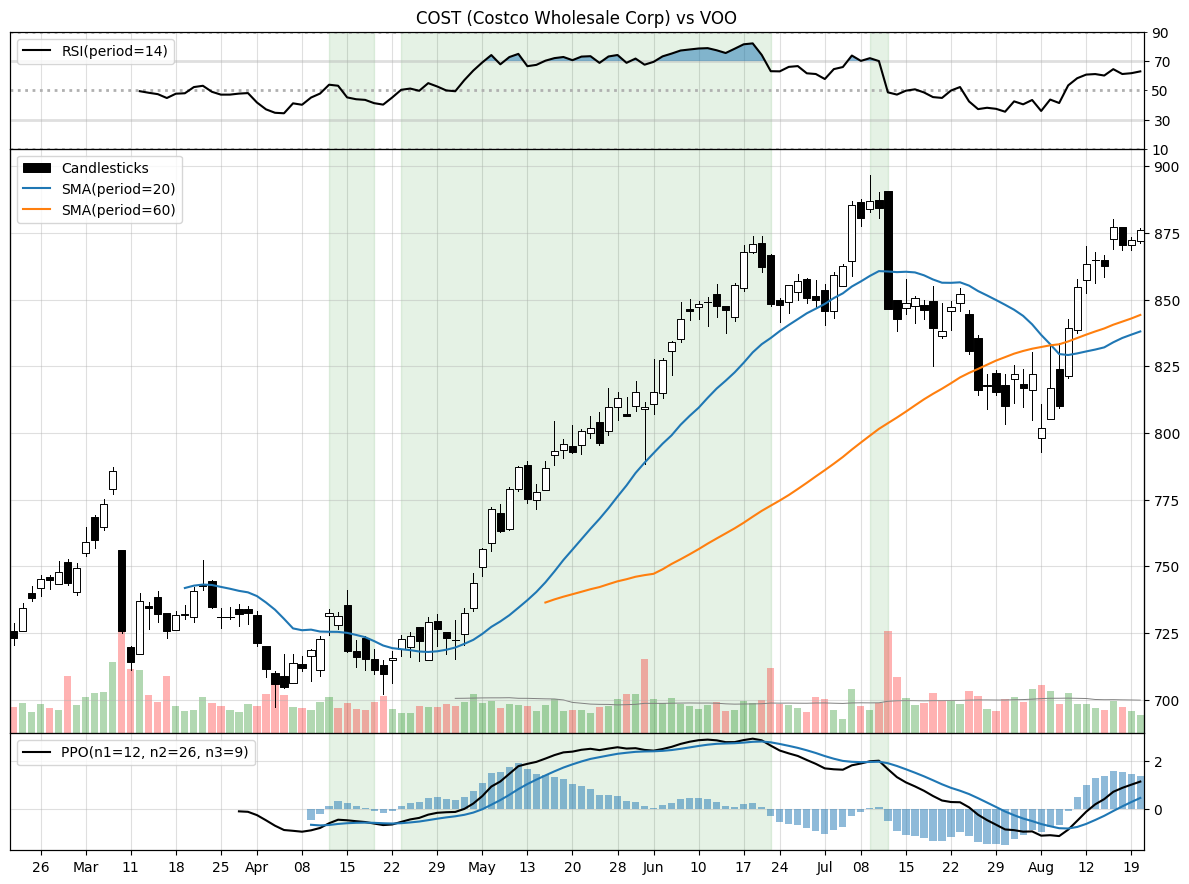 COST (Costco Wholesale Corp) vs VOO
RSI(period=14)
90
70
50
30
10
Candlesticks
SMA(period=20)
SMA(period=60)
900
875
850
825
800
775
750
725
700
PPO(n1=12, n2=26, n3=9)
2
0
26 Mar 11 18 25 Apr 08 15 22 29 May 13 20 28 Jun 10 17 24 Jul 08 15 22 29 Aug 12 19